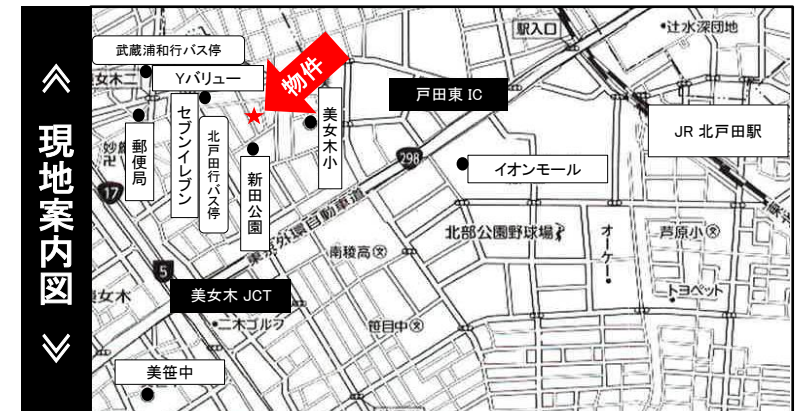 現地案内図
武蔵浦和行バス停
女木二
Yバリュー
物件
駅入口
辻水深団地
戸田東 IC
JR 北戸田駅
郵便局
セブンイレブン
北戸田行バス停
新田公園
美女木小
298
イオンモール
17
東京外環自動車道
南稜高
北部公園野球場
オーケー
芦原小
5
美女木 JCT
女木
トヨペット
二木ゴルフ
笹目中
美笹中